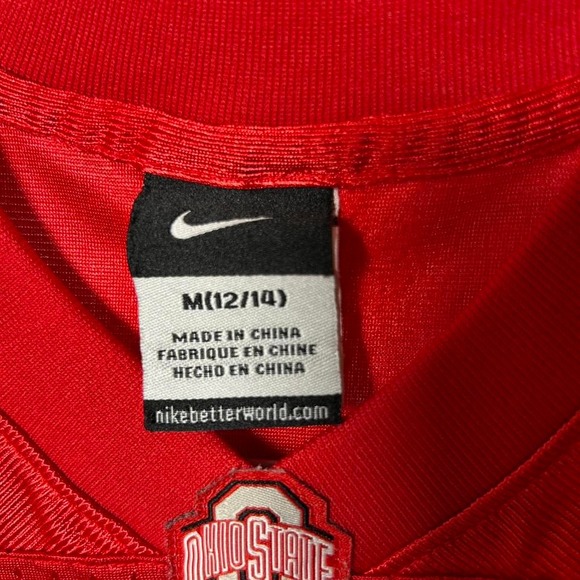 M(12/14)
MADE IN CHINA
FABRIQUE EN CHINE
HECHO EN CHINA
nikebetterworld.com
OHIO STATE